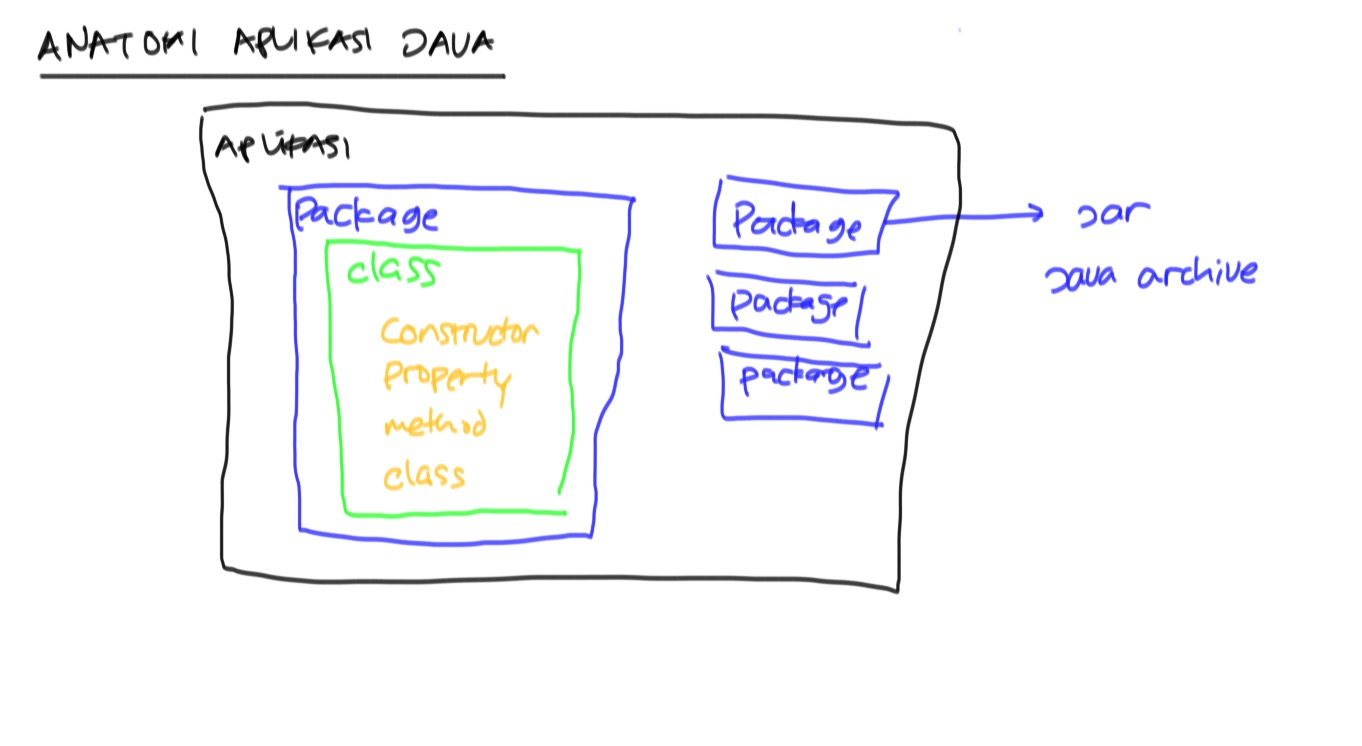 ANATOMI APLIKASI JAVA
APLIKASI
Package
class
Constructor
Property
method
class
Package
package
package
Jar
Java archive